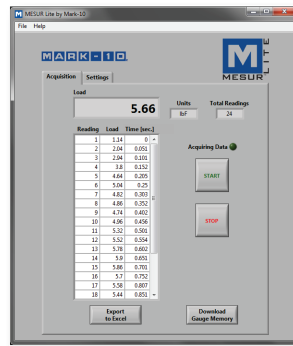 MESUR Lite by Mark-10
File Help
MARK-10
M
MESUR
LITE
Acquisition Settings
Load
5.66
Units
lbF
Total Readings
24
Reading Load Time [sec.]
1 1.14 0
2 2.04 0.051
3 2.94 0.101
4 3.8 0.152
5 4.64 0.205
6 5.04 0.25
7 4.82 0.303
8 4.86 0.352
9 4.74 0.402
10 4.96 0.456
11 5.32 0.501
12 5.52 0.554
13 5.78 0.602
14 5.9 0.651
15 5.86 0.701
16 5.7 0.752
17 5.58 0.807
18 5.44 0.851
Acquiring Data
START
STOP
Export
to Excel
Download
Gauge Memory